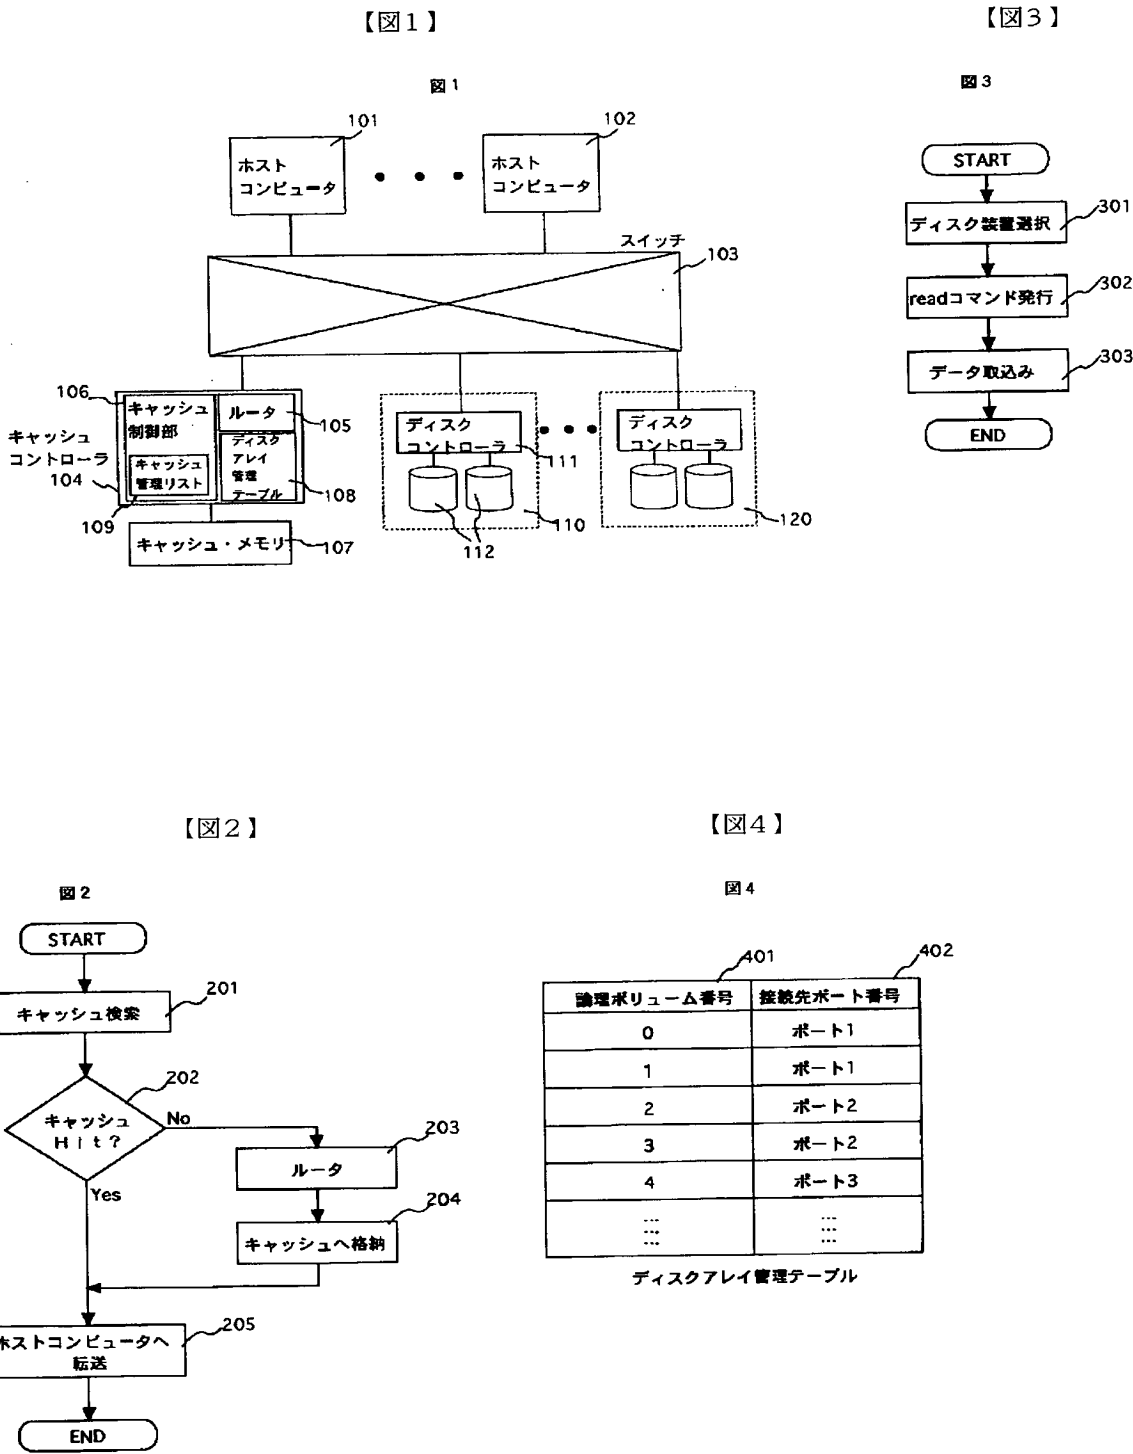 【図1】
図1
101
ホスト
コンピュータ
102
ホスト
コンピュータ
スイッチ
103
106
キャッシュ
制御部
ルータ
105
キャッシュ
コントローラ
104
キャッシュ
管理リスト
109
ディスク
アレイ
管理
テーブル
108
キャッシュ・メモリ
107
ディスク
コントローラ
111
110
112
ディスク
コントローラ
120
【図3】
図3
START
ディスク装置選択
301
readコマンド発行
302
データ取込み
303
END
【図2】
図2
START
キャッシュ検索
201
キャッシュ
Hit?
202
No
Yes
ルータ
203
キャッシュへ格納
204
ホストコンピュータへ
転送
205
END
【図4】
図4
401
402
論理ボリューム番号 接続先ポート番号
0 ポート1
1 ポート1
2 ポート2
3 ポート2
4 ポート3
… …
… …
… …
ディスクアレイ管理テーブル